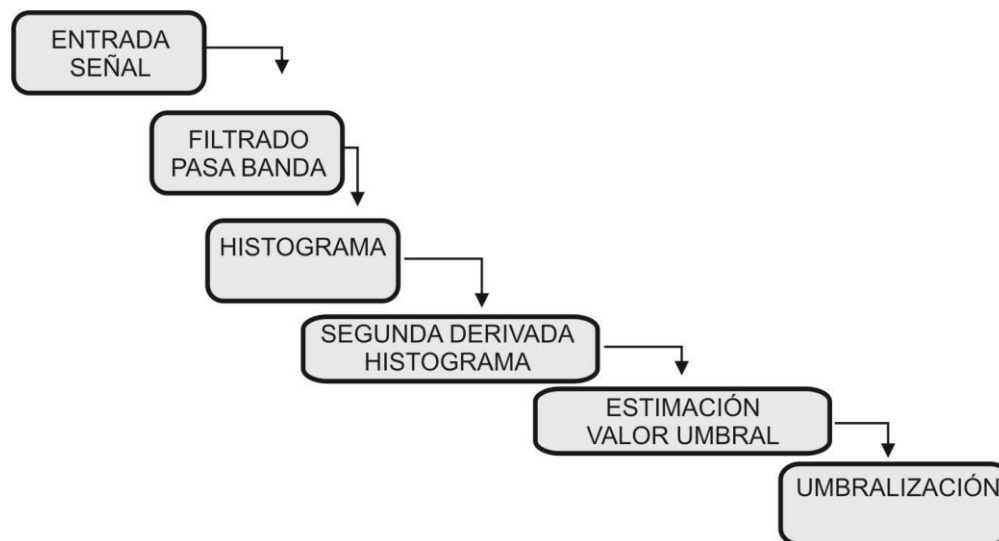 ENTRADA
SEÑAL
FILTRADO
PASA BANDA
HISTOGRAMA
SEGUNDA DERIVADA
HISTOGRAMA
ESTIMACIÓN
VALOR UMBRAL
UMBRALIZACIÓN